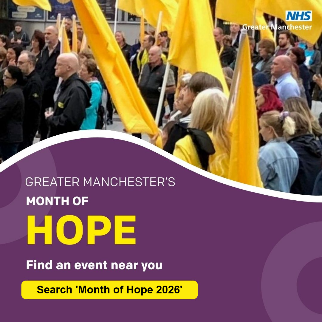 NHS
Greater Manchester
GREATER MANCHESTER'S
MONTH OF
HOPE
Find an event near you
Search 'Month of Hope 2026'